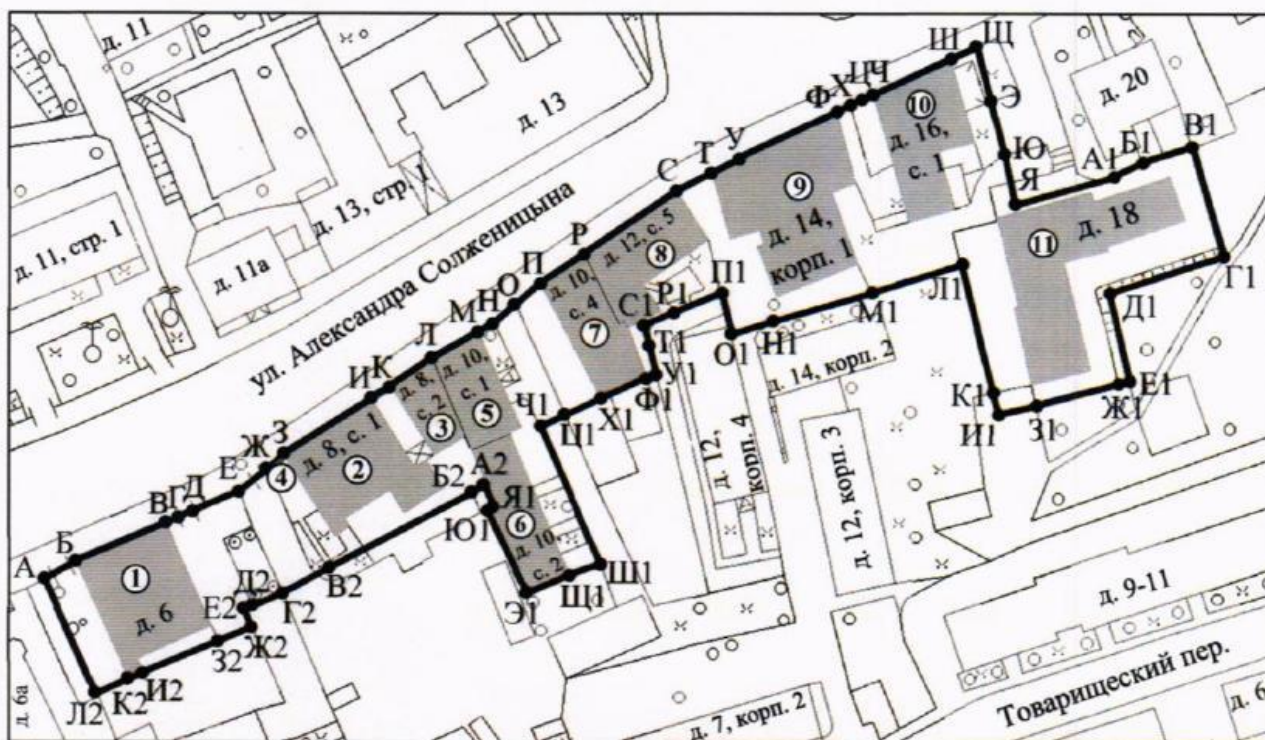 д. 11
д. 13
д. 13, стр. 1
д. 11, стр. 1
д. 11а
ул. Александра Солженицына
д. 20
А
Б
В
Г
Д
Е
Ж
З
И
К
Л
М
Н
О
П
Р
С
Т
У
Ф
Х
Ц
Ч
Ш
Щ
Э
Ю
Я
А1
Б1
В1
Г1
Д1
Е1
Ж1
З1
И1
К1
Л1
М1
Н1
О1
П1
Р1
С1
Т1
У1
Ф1
Х1
Ц1
Ч1
Ш1
Щ1
Э1
Ю1
Я1
А2
Б2
В2
Г2
Д2
Е2
Ж2
З2
И2
К2
Л2
1
д. 6
2
д. 8, с. 1
3
д. 8,
с. 2
4
5
д. 10,
с. 1
6
д. 10,
с. 2
7
д. 10,
с. 4
8
д. 12, с. 5
9
д. 14,
корп. 1
10
д. 16,
с. 1
11
д. 18
д. 14, корп. 2
д. 12,
корп. 4
д. 12, корп. 3
д. 9-11
Товарищеский пер.
д. 7, корп. 2
д. 6а
д. 6